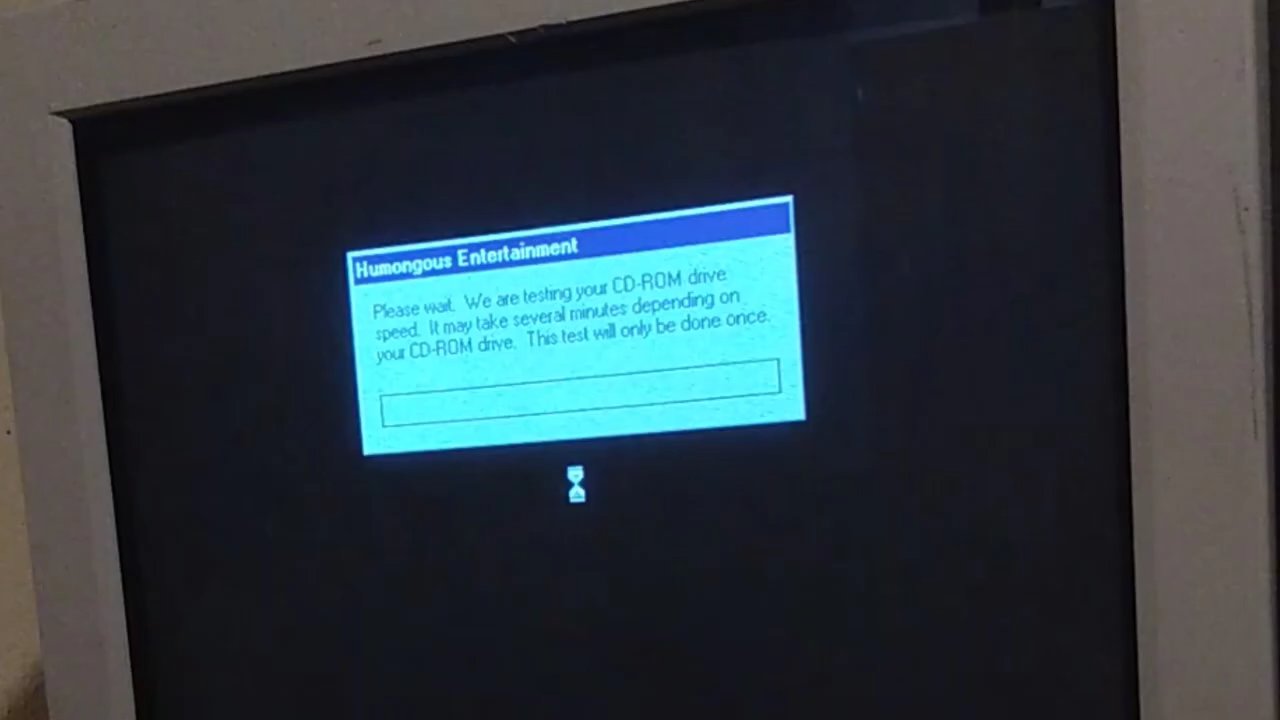 Humongous Entertainment
Please wait. We are testing your CD-ROM drive
speed. It may take several minutes depending on
your CD-ROM drive. This test will only be done once.